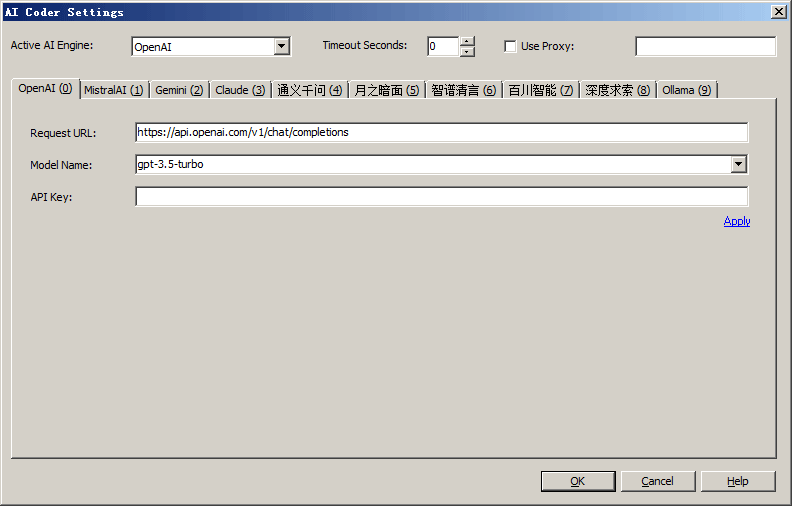 AI Coder Settings
Active AI Engine: OpenAI Timeout Seconds: 0 Use Proxy:
OpenAI (0) MistralAI (1) Gemini (2) Claude (3) 通义千问 (4) 月之暗面 (5) 智谱清言 (6) 百川智能 (7) 深度求索 (8) Ollama (9)
Request URL: https://api.openai.com/v1/chat/completions
Model Name: gpt-3.5-turbo
API Key:
Apply
OK Cancel Help